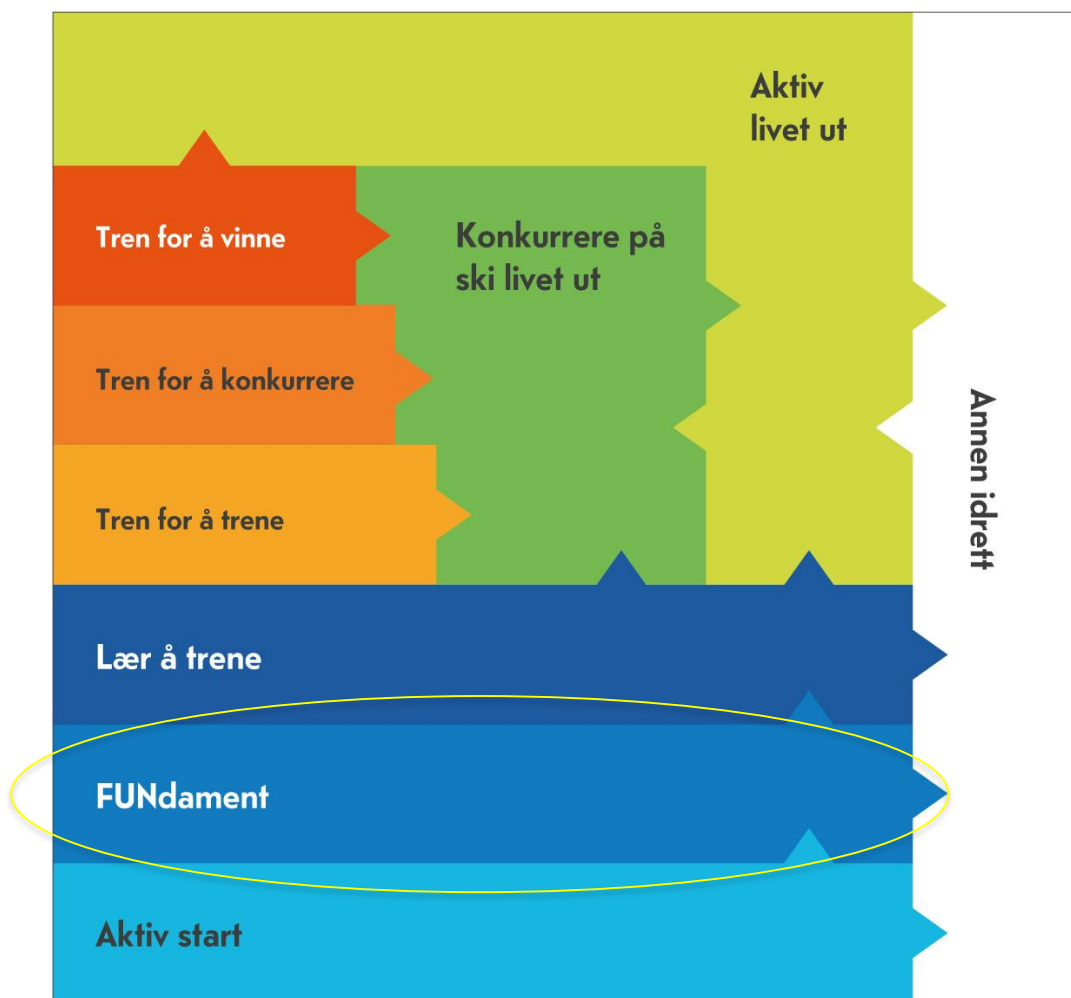 Aktiv
livet ut
Tren for å vinne
Konkurrere på
ski livet ut
Tren for å konkurrere
Annen idrett
Tren for å trene
Lær å trene
FUNdament
Aktiv start